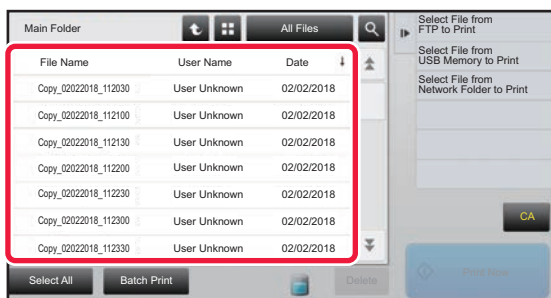 Main Folder
All Files
File Name User Name Date
Copy_02022018_112030 User Unknown 02/02/2018
Copy_02022018_112100 User Unknown 02/02/2018
Copy_02022018_112130 User Unknown 02/02/2018
Copy_02022018_112200 User Unknown 02/02/2018
Copy_02022018_112230 User Unknown 02/02/2018
Copy_02022018_112300 User Unknown 02/02/2018
Copy_02022018_112330 User Unknown 02/02/2018
Select All
Batch Print
Delete
Select File from
FTP to Print
Select File from
USB Memory to Print
Select File from
Network Folder to Print
CA
Print Now